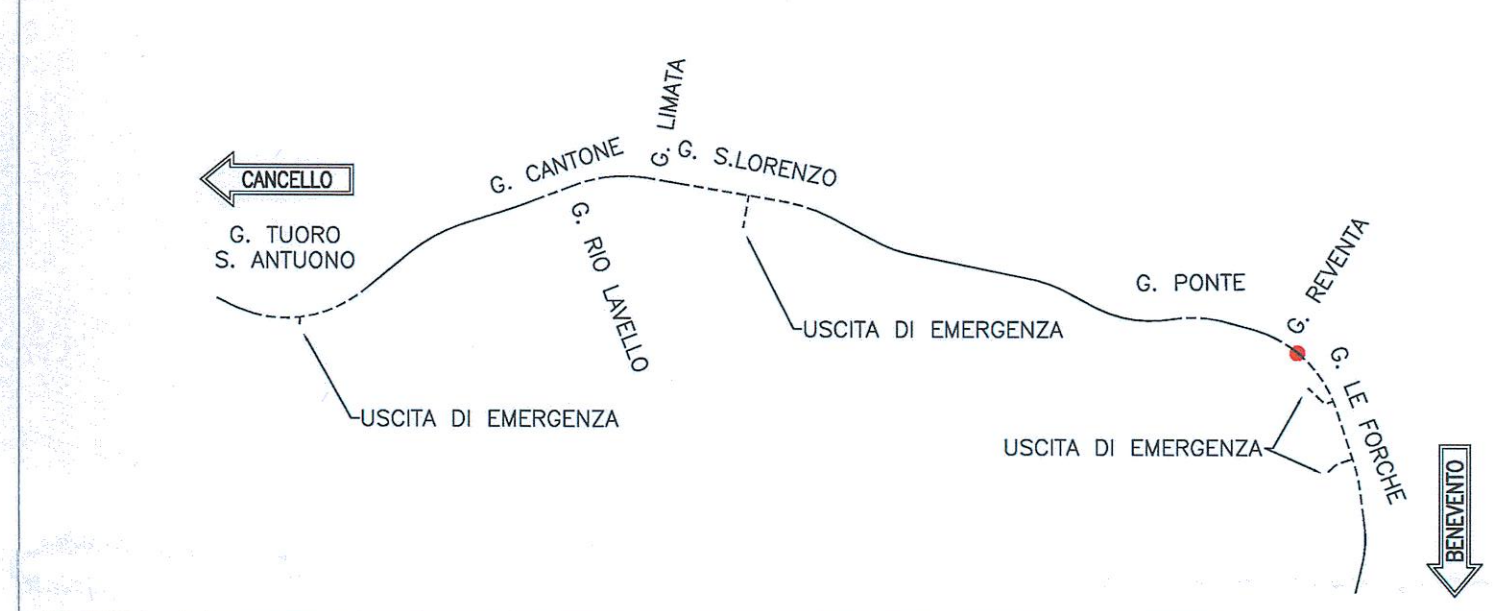 G. LIMATA
G. CANTONE
G. S.LORENZO
CANCELLO
G. TUORO
S. ANTUONO
G. RIO LAVELLO
G. REVENTA
G. PONTE
USCITA DI EMERGENZA
G. LE FORCHE
USCITA DI EMERGENZA
USCITA DI EMERGENZA
BENEVENTO